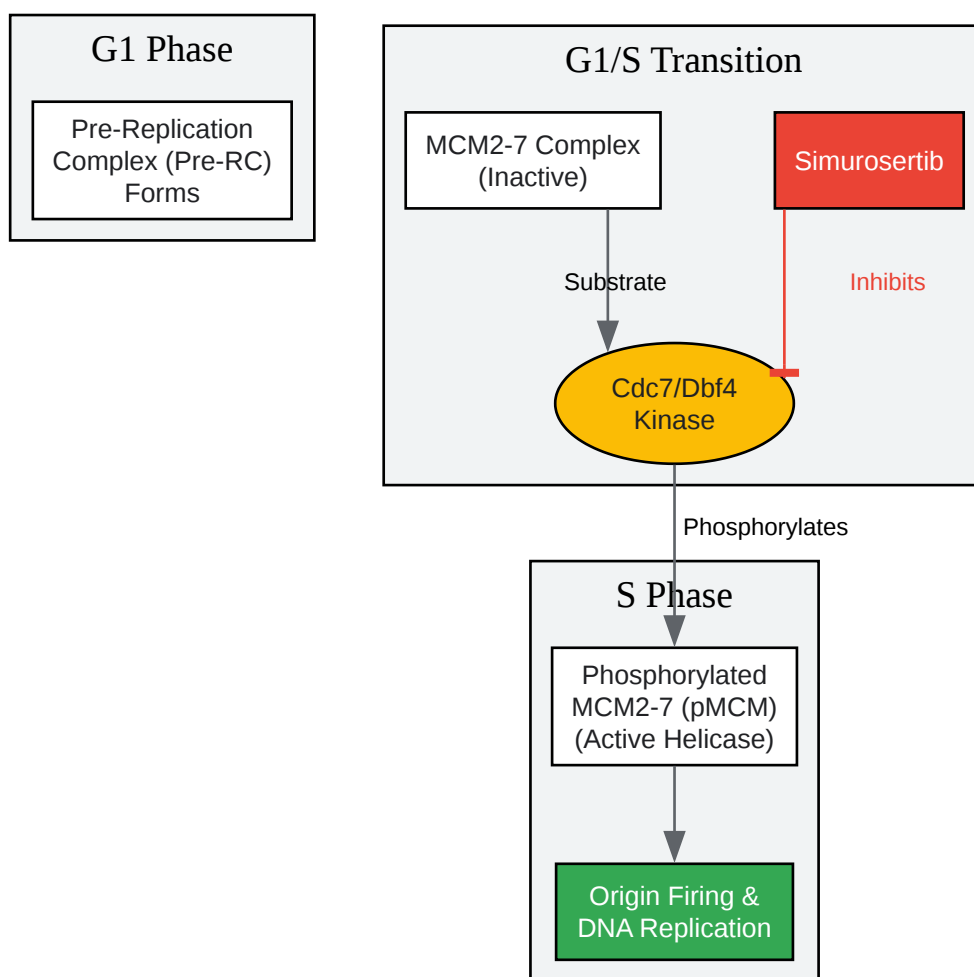 G1 Phase
Pre-Replication
Complex (Pre-RC)
Forms
G1/S Transition
MCM2-7 Complex
(Inactive)
Simurosertib
Substrate
Inhibits
Cdc7/Dbf4
Kinase
Phosphorylates
S Phase
Phosphorylated
MCM2-7 (pMCM)
(Active Helicase)
Origin Firing &
DNA Replication